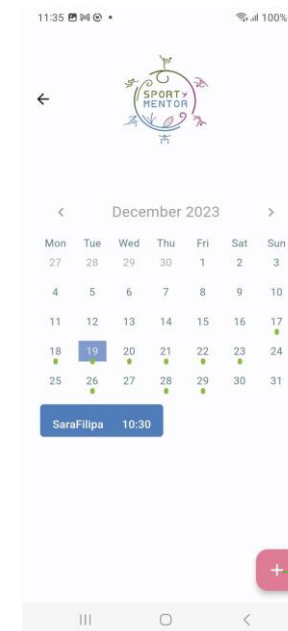 11:35 100%
SPORTY
MENTOR
December 2023
Mon Tue Wed Thu Fri Sat Sun
27 28 29 30 1 2 3
4 5 6 7 8 9 10
11 12 13 14 15 16 17
18 19 20 21 22 23 24
25 26 27 28 29 30 31
SaraFilipa 10:30